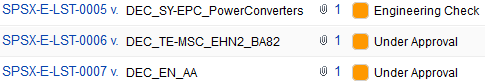 SPSX-E-LST-0005 v. DEC_SY-EPC_PowerConverters 1 Engineering Check
SPSX-E-LST-0006 v. DEC_TE-MSC_EHN2_BA82 1 Under Approval
SPSX-E-LST-0007 v. DEC_EN_AA 1 Under Approval